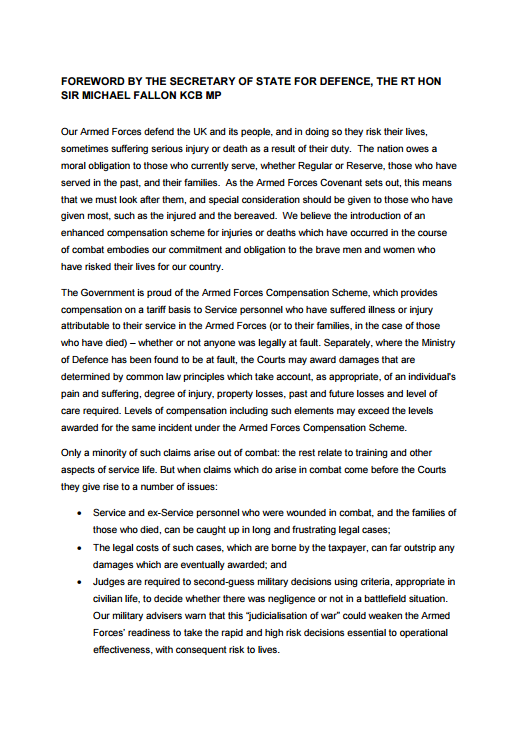 FOREWORD BY THE SECRETARY OF STATE FOR DEFENCE, THE RT HON
SIR MICHAEL FALLON KCB MP
Our Armed Forces defend the UK and its people, and in doing so they risk their lives,
sometimes suffering serious injury or death as a result of their duty.  The nation owes a
moral obligation to those who currently serve, whether Regular or Reserve, those who have
served in the past, and their families.  As the Armed Forces Covenant sets out, this means
that we must look after them, and special consideration should be given to those who have
given most, such as the injured and the bereaved.  We believe the introduction of an
enhanced compensation scheme for injuries or deaths which have occurred in the course
of combat embodies our commitment and obligation to the brave men and women who
have risked their lives for our country.
The Government is proud of the Armed Forces Compensation Scheme, which provides
compensation on a tariff basis to Service personnel who have suffered illness or injury
attributable to their service in the Armed Forces (or to their families, in the case of those
who have died) – whether or not anyone was legally at fault. Separately, where the Ministry
of Defence has been found to be at fault, the Courts may award damages that are
determined by common law principles which take account, as appropriate, of an individual's
pain and suffering, degree of injury, property losses, past and future losses and level of
care required. Levels of compensation including such elements may exceed the levels
awarded for the same incident under the Armed Forces Compensation Scheme.
Only a minority of such claims arise out of combat: the rest relate to training and other
aspects of service life. But when claims which do arise in combat come before the Courts
they give rise to a number of issues:
• Service and ex-Service personnel who were wounded in combat, and the families of
those who died, can be caught up in long and frustrating legal cases;
• The legal costs of such cases, which are borne by the taxpayer, can far outstrip any
damages which are eventually awarded; and
• Judges are required to second-guess military decisions using criteria, appropriate in
civilian life, to decide whether there was negligence or not in a battlefield situation.
Our military advisers warn that this “judicialisation of war” could weaken the Armed
Forces’ readiness to take the rapid and high risk decisions essential to operational
effectiveness, with consequent risk to lives.